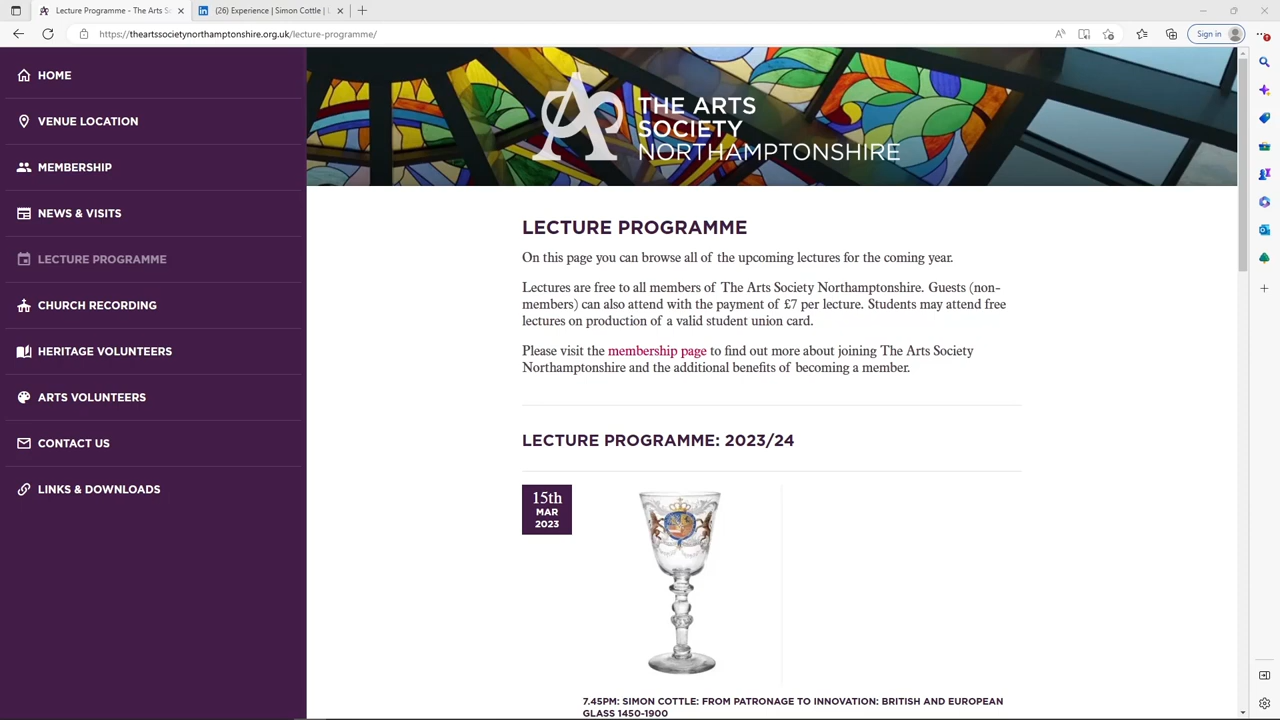 Lecture Programme - The Arts S
(26) Experience | Simon Cottle |
https://theartssocietynorthamptonshire.org.uk/lecture-programme/
Sign in
HOME
VENUE LOCATION
MEMBERSHIP
NEWS & VISITS
LECTURE PROGRAMME
CHURCH RECORDING
HERITAGE VOLUNTEERS
ARTS VOLUNTEERS
CONTACT US
LINKS & DOWNLOADS
THE ARTS
SOCIETY
NORTHAMPTONSHIRE
LECTURE PROGRAMME
On this page you can browse all of the upcoming lectures for the coming year.
Lectures are free to all members of The Arts Society Northamptonshire. Guests (non-
members) can also attend with the payment of £7 per lecture. Students may attend free
lectures on production of a valid student union card.
Please visit the membership page to find out more about joining The Arts Society
Northamptonshire and the additional benefits of becoming a member.
LECTURE PROGRAMME: 2023/24
15th
MAR
2023
7.45PM: SIMON COTTLE: FROM PATRONAGE TO INNOVATION: BRITISH AND EUROPEAN
GLASS 1450-1900